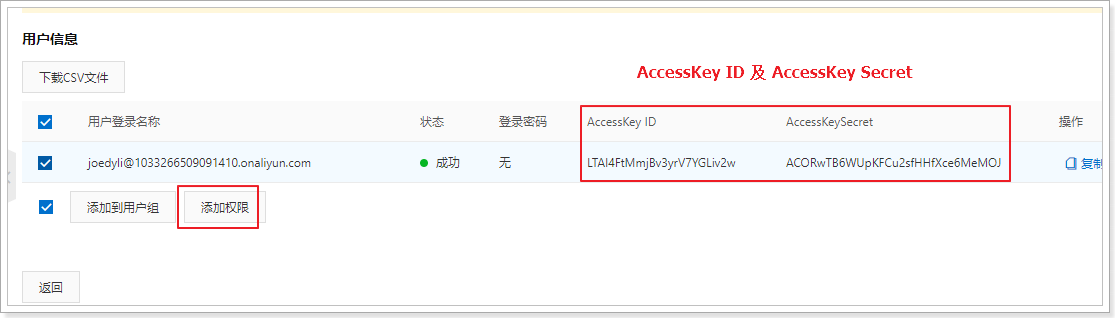 用户信息
下载CSV文件
AccessKey ID 及 AccessKey Secret
用户登录名称 状态 登录密码 AccessKey ID AccessKeySecret 操作
joedyli@1033266509091410.onaliyun.com 成功 无 LTAI4FtMmjBv3yrV7YGLiv2w ACORwTB6WUpKFCu2sfHHfXce6MeMOJ 复制
添加到用户组 添加权限
返回